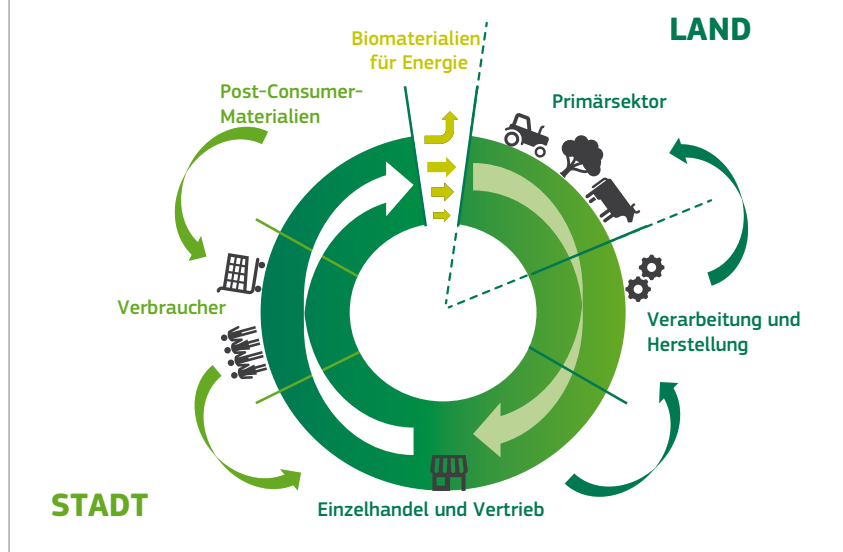 LAND
Biomaterialien
für Energie
Post-Consumer-
Materialien
Primärsektor
Verbraucher
Verarbeitung und
Herstellung
STADT
Einzelhandel und Vertrieb